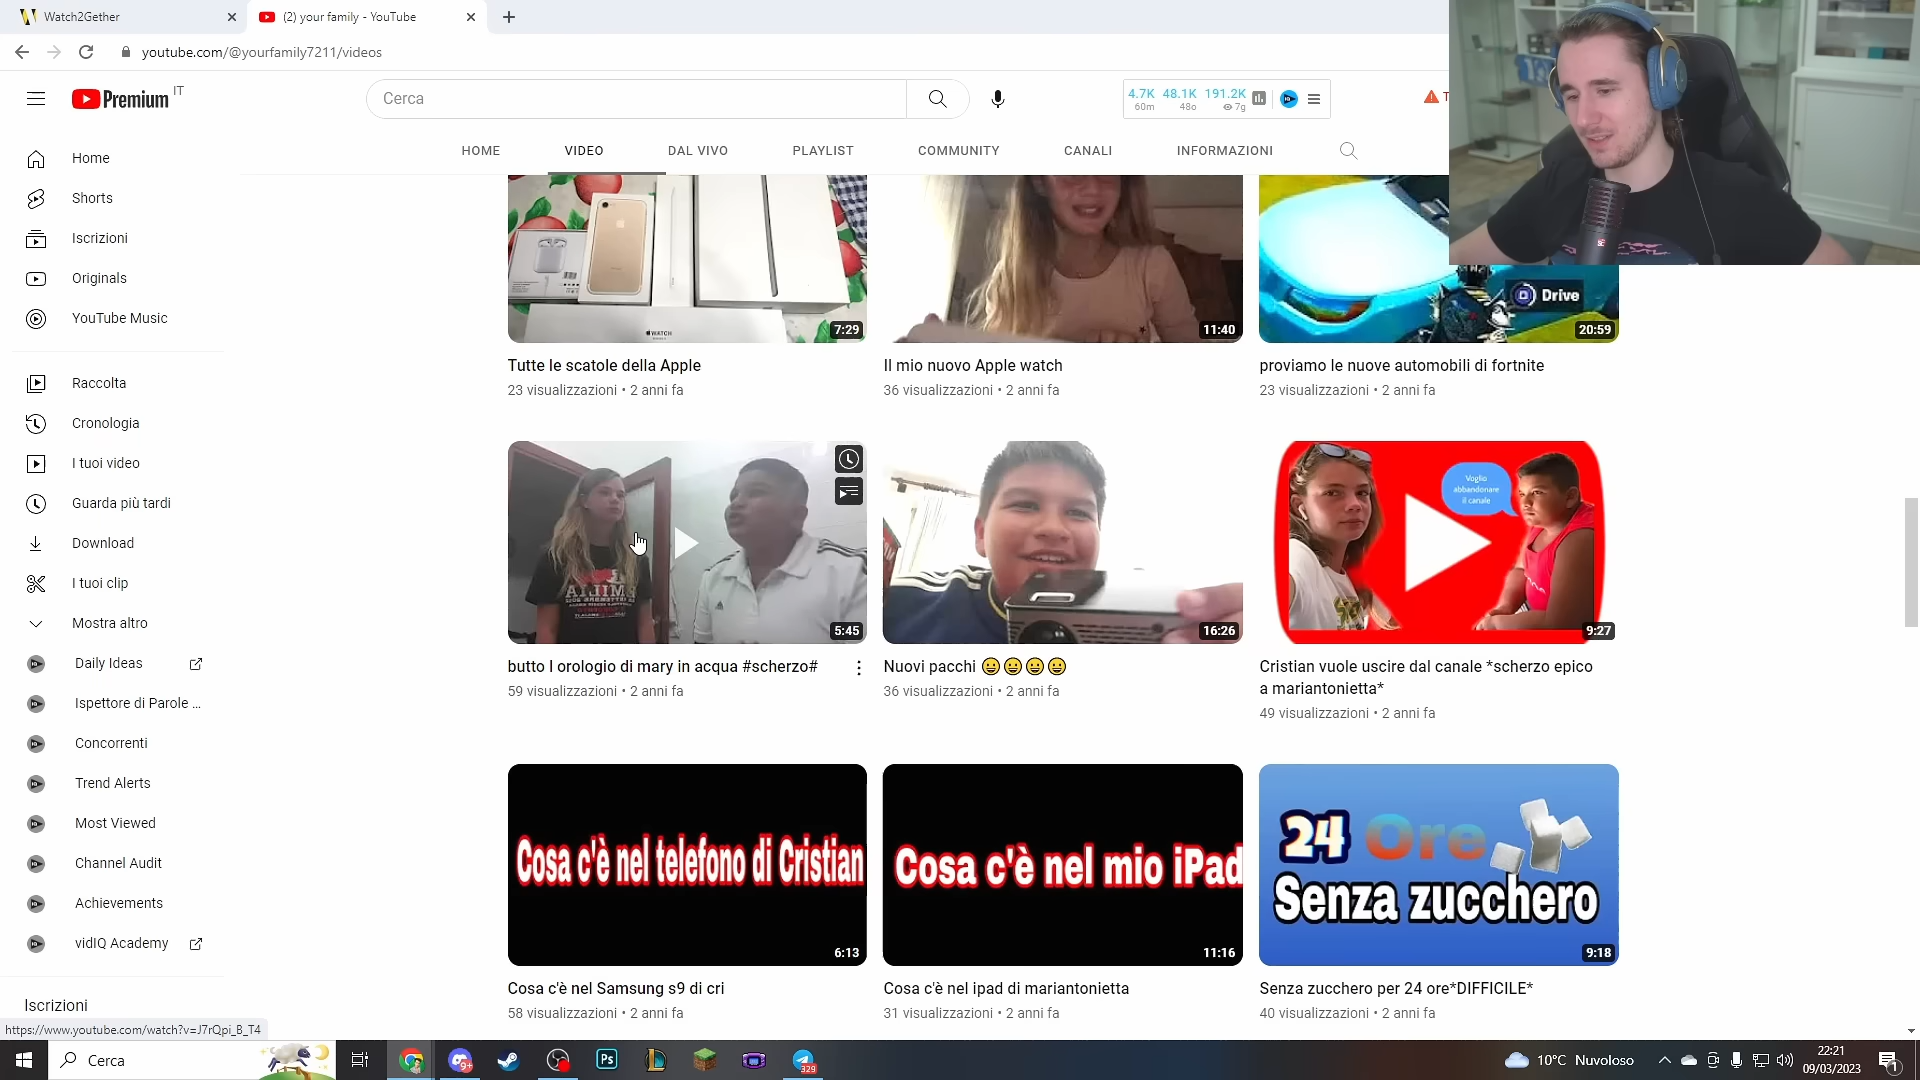 Watch2Gether
(2) your family - YouTube
youtube.com/@yourfamily7211/videos
Premium IT
Cerca
4.7K 48.1K 191.2K
60m 48o 7g
T
HOME VIDEO DAL VIVO PLAYLIST COMMUNITY CANALI INFORMAZIONI
Home
Shorts
Iscrizioni
Originals
YouTube Music
Raccolta
Cronologia
I tuoi video
Guarda più tardi
Download
I tuoi clip
Mostra altro
Daily Ideas
Ispettore di Parole ...
Concorrenti
Trend Alerts
Most Viewed
Channel Audit
Achievements
vidIQ Academy
Iscrizioni
https://www.youtube.com/watch?v=J7rQpi_B_T4
WATCH
7:29
Tutte le scatole della Apple
23 visualizzazioni • 2 anni fa
11:40
Il mio nuovo Apple watch
36 visualizzazioni • 2 anni fa
Drive
20:59
proviamo le nuove automobili di fortnite
23 visualizzazioni • 2 anni fa
5:45
butto l orologio di mary in acqua #scherzo#
59 visualizzazioni • 2 anni fa
16:26
Nuovi pacchi 😀😀😀😀
36 visualizzazioni • 2 anni fa
Voglio
abbandonare
il canale
9:27
Cristian vuole uscire dal canale *scherzo epico
a mariantonietta*
49 visualizzazioni • 2 anni fa
Cosa c'è nel telefono di Cristian
6:13
Cosa c'è nel Samsung s9 di cri
58 visualizzazioni • 2 anni fa
Cosa c'è nel mio iPad
11:16
Cosa c'è nel ipad di mariantonietta
31 visualizzazioni • 2 anni fa
24 Ore
Senza zucchero
9:18
Senza zucchero per 24 ore*DIFFICILE*
40 visualizzazioni • 2 anni fa
Cerca
9+
Ps
329
10°C Nuvoloso
22:21
09/03/2023
1